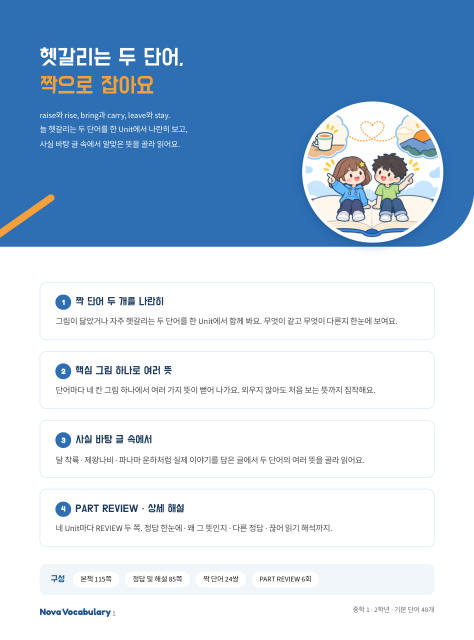 헷갈리는 두 단어.
짝으로 잡아요
raise와 rise, bring과 carry, leave와 stay.
늘 헷갈리는 두 단어를 한 Unit에서 나란히 보고,
사실 바탕 글 속에서 알맞은 뜻을 골라 읽어요.
1 짝 단어 두 개를 나란히
그림이 닮았거나 자주 헷갈리는 두 단어를 한 Unit에서 함께 봐요. 무엇이 같고 무엇이 다른지 한눈에 보여요.
2 핵심 그림 하나로 여러 뜻
단어마다 네 칸 그림 하나에서 여러 가지 뜻이 뻗어 나가요. 외우지 않아도 처음 보는 뜻까지 짐작해요.
3 사실 바탕 글 속에서
달 착륙 · 제왕나비 · 파나마 운하처럼 실제 이야기를 담은 글에서 두 단어의 여러 뜻을 골라 읽어요.
4 PART REVIEW · 상세 해설
네 Unit마다 REVIEW 두 쪽. 정답 한눈에 · 왜 그 뜻인지 · 다른 정답 · 끊어 읽기 해석까지.
구성 본책 115쪽 정답 및 해설 85쪽 짝 단어 24쌍 PART REVIEW 6회
Nova Vocabulary 1 중학 1 · 2학년 · 기본 단어 48개